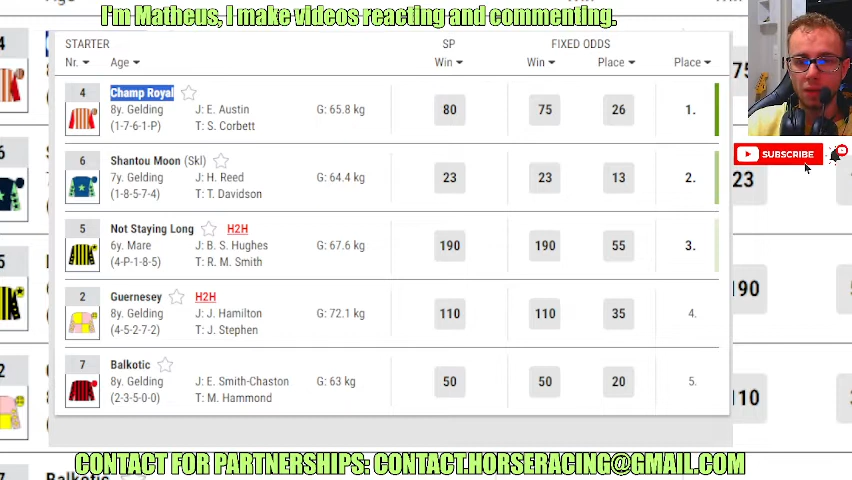 I'm Matheus, I make videos reacting and commenting.
STARTER SP FIXED ODDS
Nr. Age Win Win Place Place
4 Champ Royal
8y. Gelding J: E. Austin G: 65.8 kg 80 75 26 1.
(1-7-6-1-P) T: S. Corbett
6 Shantou Moon (Skl)
7y. Gelding J: H. Reed G: 64.4 kg 23 23 13 2.
(1-8-5-7-4) T: T. Davidson
5 Not Staying Long H2H
6y. Mare J: B. S. Hughes G: 67.6 kg 190 190 55 3.
(4-P-1-8-5) T: R. M. Smith
2 Guernesey H2H
8y. Gelding J: J. Hamilton G: 72.1 kg 110 110 35 4.
(4-5-2-7-2) T: J. Stephen
7 Balkotic
8y. Gelding J: E. Smith-Chaston G: 63 kg 50 50 20 5.
(2-3-5-0-0) T: M. Hammond
SUBSCRIBE
23
190
110
CONTACT FOR PARTNERSHIPS: CONTACT.HORSERACING@GMAIL.COM